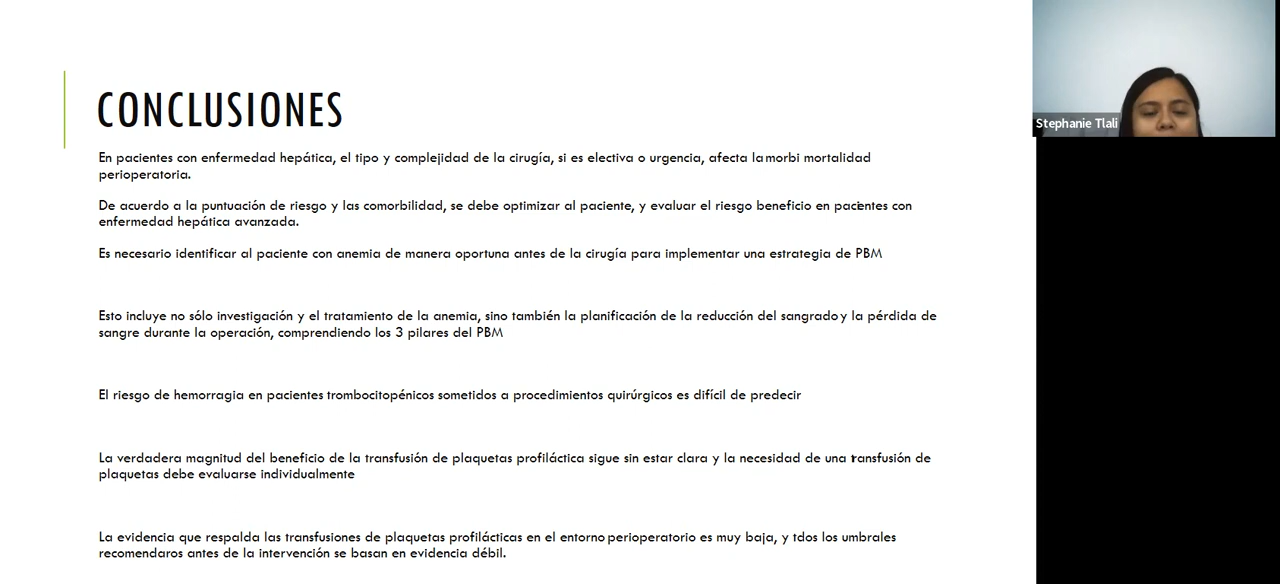 CONCLUSIONES
En pacientes con enfermedad hepática, el tipo y complejidad de la cirugía, si es electiva o urgencia, afecta la morbi mortalidad
perioperatoria.
De acuerdo a la puntuación de riesgo y las comorbilidad, se debe optimizar al paciente, y evaluar el riesgo beneficio en pacientes con
enfermedad hepática avanzada.
Es necesario identificar al paciente con anemia de manera oportuna antes de la cirugía para implementar una estrategia de PBM
Esto incluye no sólo investigación y el tratamiento de la anemia, sino también la planificación de la reducción del sangrado y la pérdida de
sangre durante la operación, comprendiendo los 3 pilares del PBM
El riesgo de hemorragia en pacientes trombocitopénicos sometidos a procedimientos quirúrgicos es difícil de predecir
La verdadera magnitud del beneficio de la transfusión de plaquetas profiláctica sigue sin estar clara y la necesidad de una transfusión de
plaquetas debe evaluarse individualmente
La evidencia que respalda las transfusiones de plaquetas profilácticas en el entorno perioperatorio es muy baja, y tdos los umbrales
recomendaros antes de la intervención se basan en evidencia débil.
Stephanie Tlali